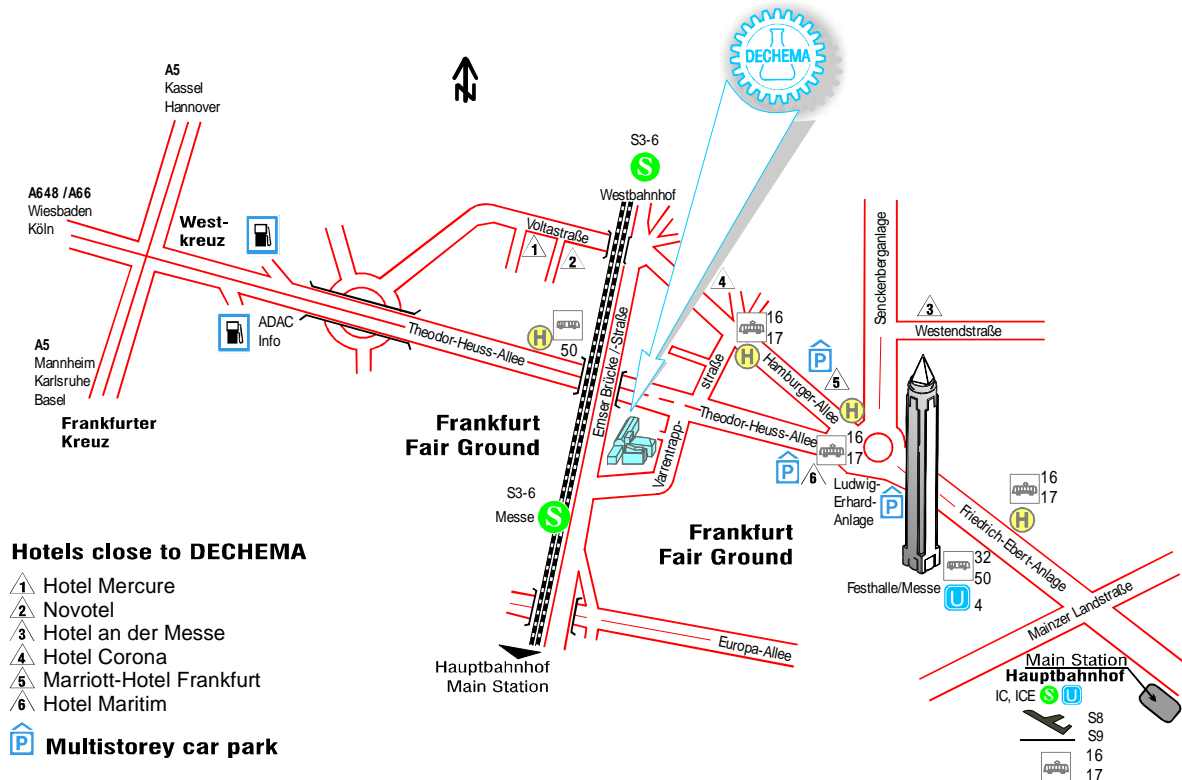 DECHEMA
A5
Kassel
Hannover
N
S3-6
S
Westbahnhof
A648 /A66
Wiesbaden
Köln
West-
kreuz
Voltastraße
1
2
4
Senckenberganlage
3
Westendstraße
ADAC
Info
Theodor-Heuss-Allee
H
50
16
17
H
P
5
Hamburger-Allee
H
Emser Brücke /-Straße
straße
Varrentrapp-
A5
Mannheim
Karlsruhe
Basel
Frankfurter
Kreuz
Frankfurt
Fair Ground
Theodor-Heuss-Allee
16
17
P
6
Ludwig-
Erhard-
Anlage
P
16
17
H
Friedrich-Ebert-Anlage
S3-6
Messe
S
Frankfurt
Fair Ground
32
50
Festhalle/Messe
U
4
Mainzer Landstraße
Europa-Allee
Hauptbahnhof
Main Station
Main Station
Hauptbahnhof
IC, ICE S U
S8
S9
16
17
Hotels close to DECHEMA
1 Hotel Mercure
2 Novotel
3 Hotel an der Messe
4 Hotel Corona
5 Marriott-Hotel Frankfurt
6 Hotel Maritim
P Multistorey car park